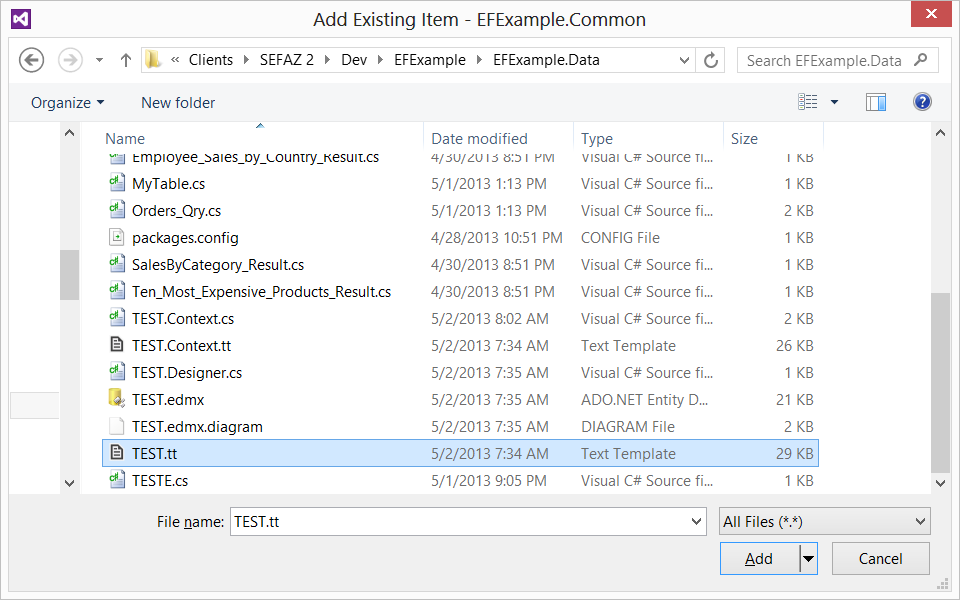 Add Existing Item - EFExample.Common
« Clients SEFAZ 2 Dev EFExample EFExample.Data
Search EFExample.Data
Organize New folder
Name Date modified Type Size
Employee_Sales_by_Country_Result.cs 4/30/2013 8:51 PM Visual C# Source fi... 1 KB
MyTable.cs 5/1/2013 1:13 PM Visual C# Source fi... 1 KB
Orders_Qry.cs 5/1/2013 1:13 PM Visual C# Source fi... 2 KB
packages.config 4/28/2013 10:51 PM CONFIG File 1 KB
SalesByCategory_Result.cs 4/30/2013 8:51 PM Visual C# Source fi... 1 KB
Ten_Most_Expensive_Products_Result.cs 4/30/2013 8:51 PM Visual C# Source fi... 1 KB
TEST.Context.cs 5/2/2013 8:02 AM Visual C# Source fi... 2 KB
TEST.Context.tt 5/2/2013 7:34 AM Text Template 26 KB
TEST.Designer.cs 5/2/2013 7:35 AM Visual C# Source fi... 1 KB
TEST.edmx 5/2/2013 7:35 AM ADO.NET Entity D... 21 KB
TEST.edmx.diagram 5/2/2013 7:35 AM DIAGRAM File 2 KB
TEST.tt 5/2/2013 7:34 AM Text Template 29 KB
TESTE.cs 5/1/2013 9:05 PM Visual C# Source fi... 1 KB
File name: TEST.tt All Files (*.*)
Add Cancel